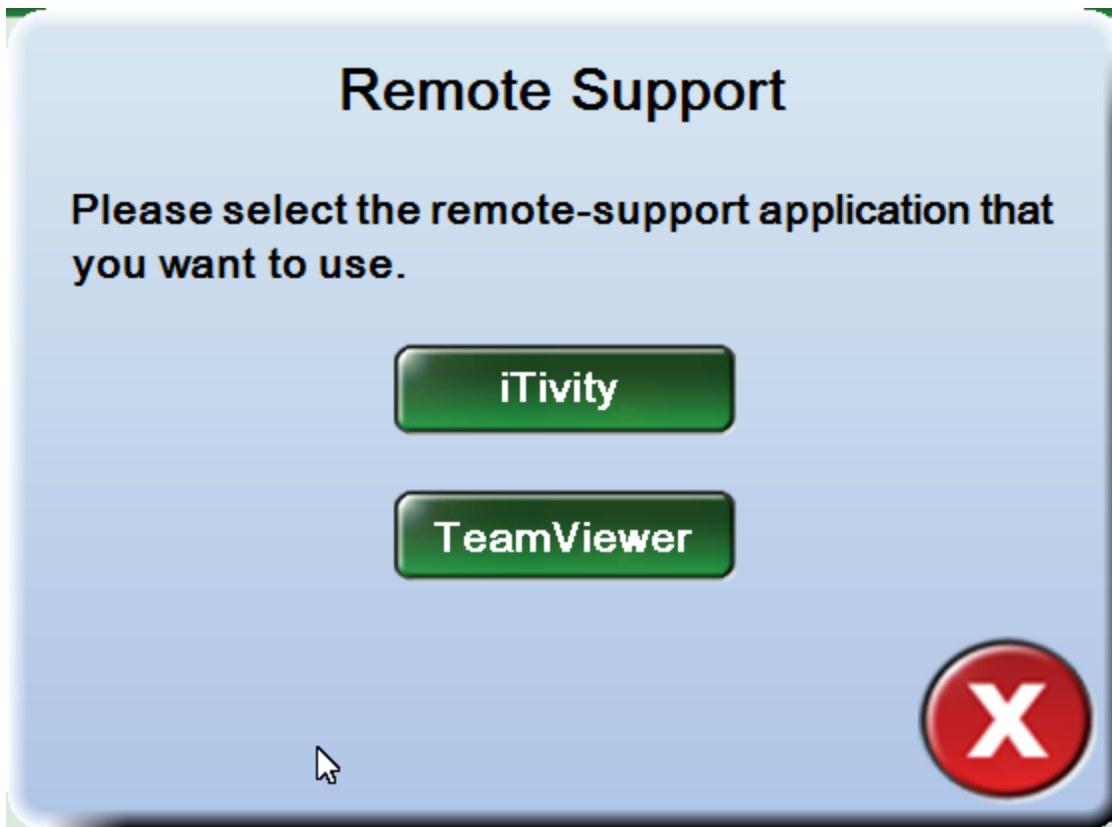 Remote Support
Please select the remote-support application that
you want to use.
iTivity
TeamViewer
X